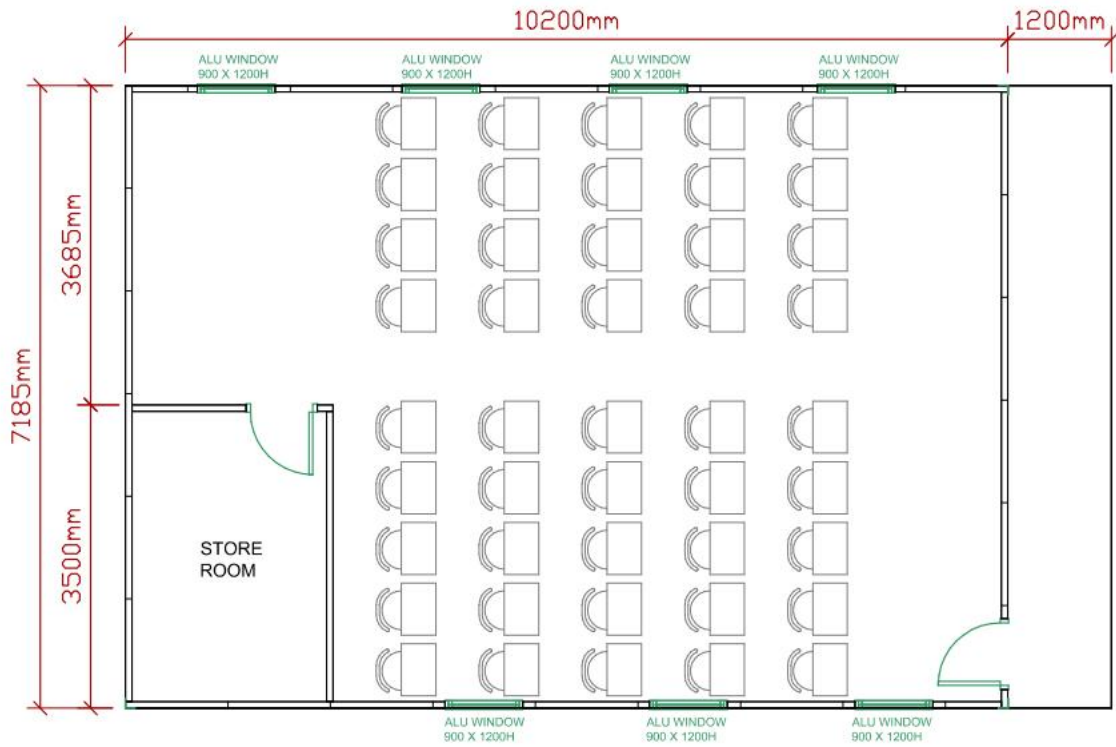 10200mm
1200mm
ALU WINDOW
900 X 1200H
ALU WINDOW
900 X 1200H
ALU WINDOW
900 X 1200H
ALU WINDOW
900 X 1200H
3685mm
7185mm
3500mm
STORE
ROOM
ALU WINDOW
900 X 1200H
ALU WINDOW
900 X 1200H
ALU WINDOW
900 X 1200H